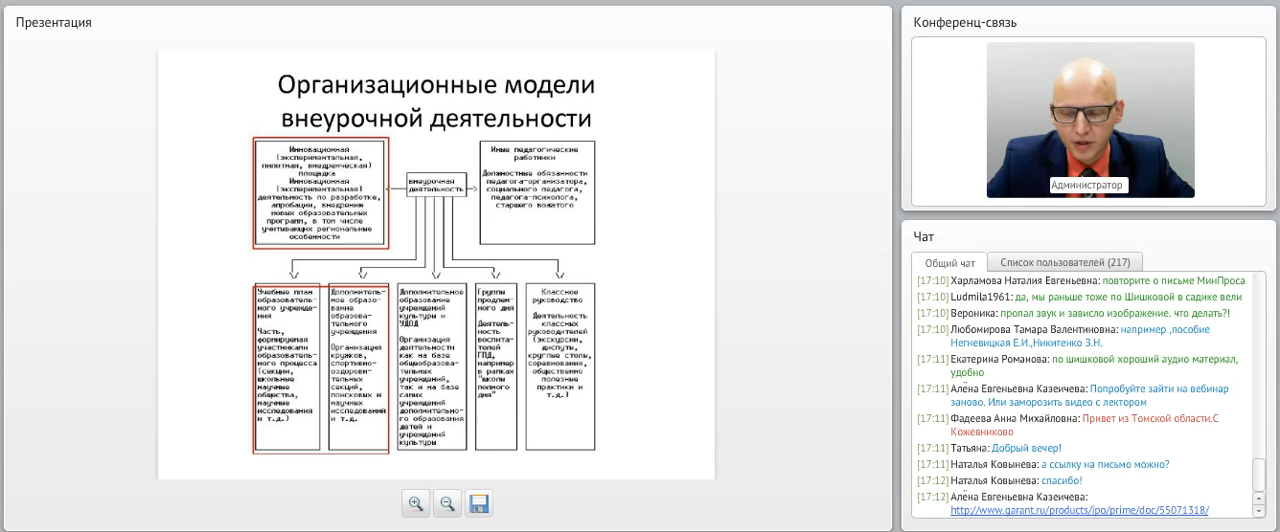 Презентация
Организационные модели
внеурочной деятельности
Инновационная
(экспериментальная,
пилотная, внедренческая)
площадка
Инновационная
(экспериментальная)
деятельность по разработке,
апробации, внедрению
новых образовательных
программ, в том числе
учитывающих региональные
особенности
внеурочная
деятельность
Иные педагогические
работники
Должностные обязанности
педагога-организатора,
социального педагога,
педагога-психолога,
старшего вожатого
Учебные план
образователь-
ного учрежде-
ния
Часть,
формируемая
участниками
образователь-
ного процесса
(секции,
школьные
научные
общества,
научные
исследования
и т.д.)
Дополнитель-
ное образо-
вание
образова-
тельного
учреждения
Организация
кружков,
спортивно-
оздорови-
тельных
секций,
поисковых и
научных
исследований
и т.д.
Дополнительное
образование
учреждений
культуры и
УДОД
Организация
деятельности
как на базе
общеобразова-
тельных
учреждений,
так и на базе
самих
учреждений
дополнительно-
го образования
детей и
учреждений
культуры
Группы
продлен-
ного дня
Деятель-
ность
воспита-
телей
ГПД,
например
в рамках
"школы
полного
дня"
Классное
руководство
Деятельность
классных
руководителей
(экскурсии,
диспуты,
круглые столы,
соревнования,
общественно
полезные
практики и
т.д.)
Конференц-связь
Администратор
Чат
Общий чат
Список пользователей (217)
[17:10] Харламова Наталия Евгеньевна: повторите о письме МинПроса
[17:10] Ludmila1961: да, мы раньше тоже по Шишковой в садике вели
[17:10] Вероника: пропал звук и зависло изображение. что делать?!
[17:10] Любомирова Тамара Валентиновна: например ,пособие
Негневицкая Е.И.,Никитенко З.Н.
[17:11] Екатерина Романова: по шишковой хороший аудио материал,
удобно
[17:11] Алёна Евгеньевна Казеичева: Попробуйте зайти на вебинар
заново. Или заморозить видео с лектором
[17:11] Фадеева Анна Михайловна: Привет из Томской области.С
Кожевниково
[17:11] Татьяна: Добрый вечер!
[17:11] Наталья Ковынева: а ссылку на письмо можно?
[17:12] Наталья Ковынева: спасибо!
[17:12] Алёна Евгеньевна Казеичева:
http://www.garant.ru/products/ipo/prime/doc/55071318/